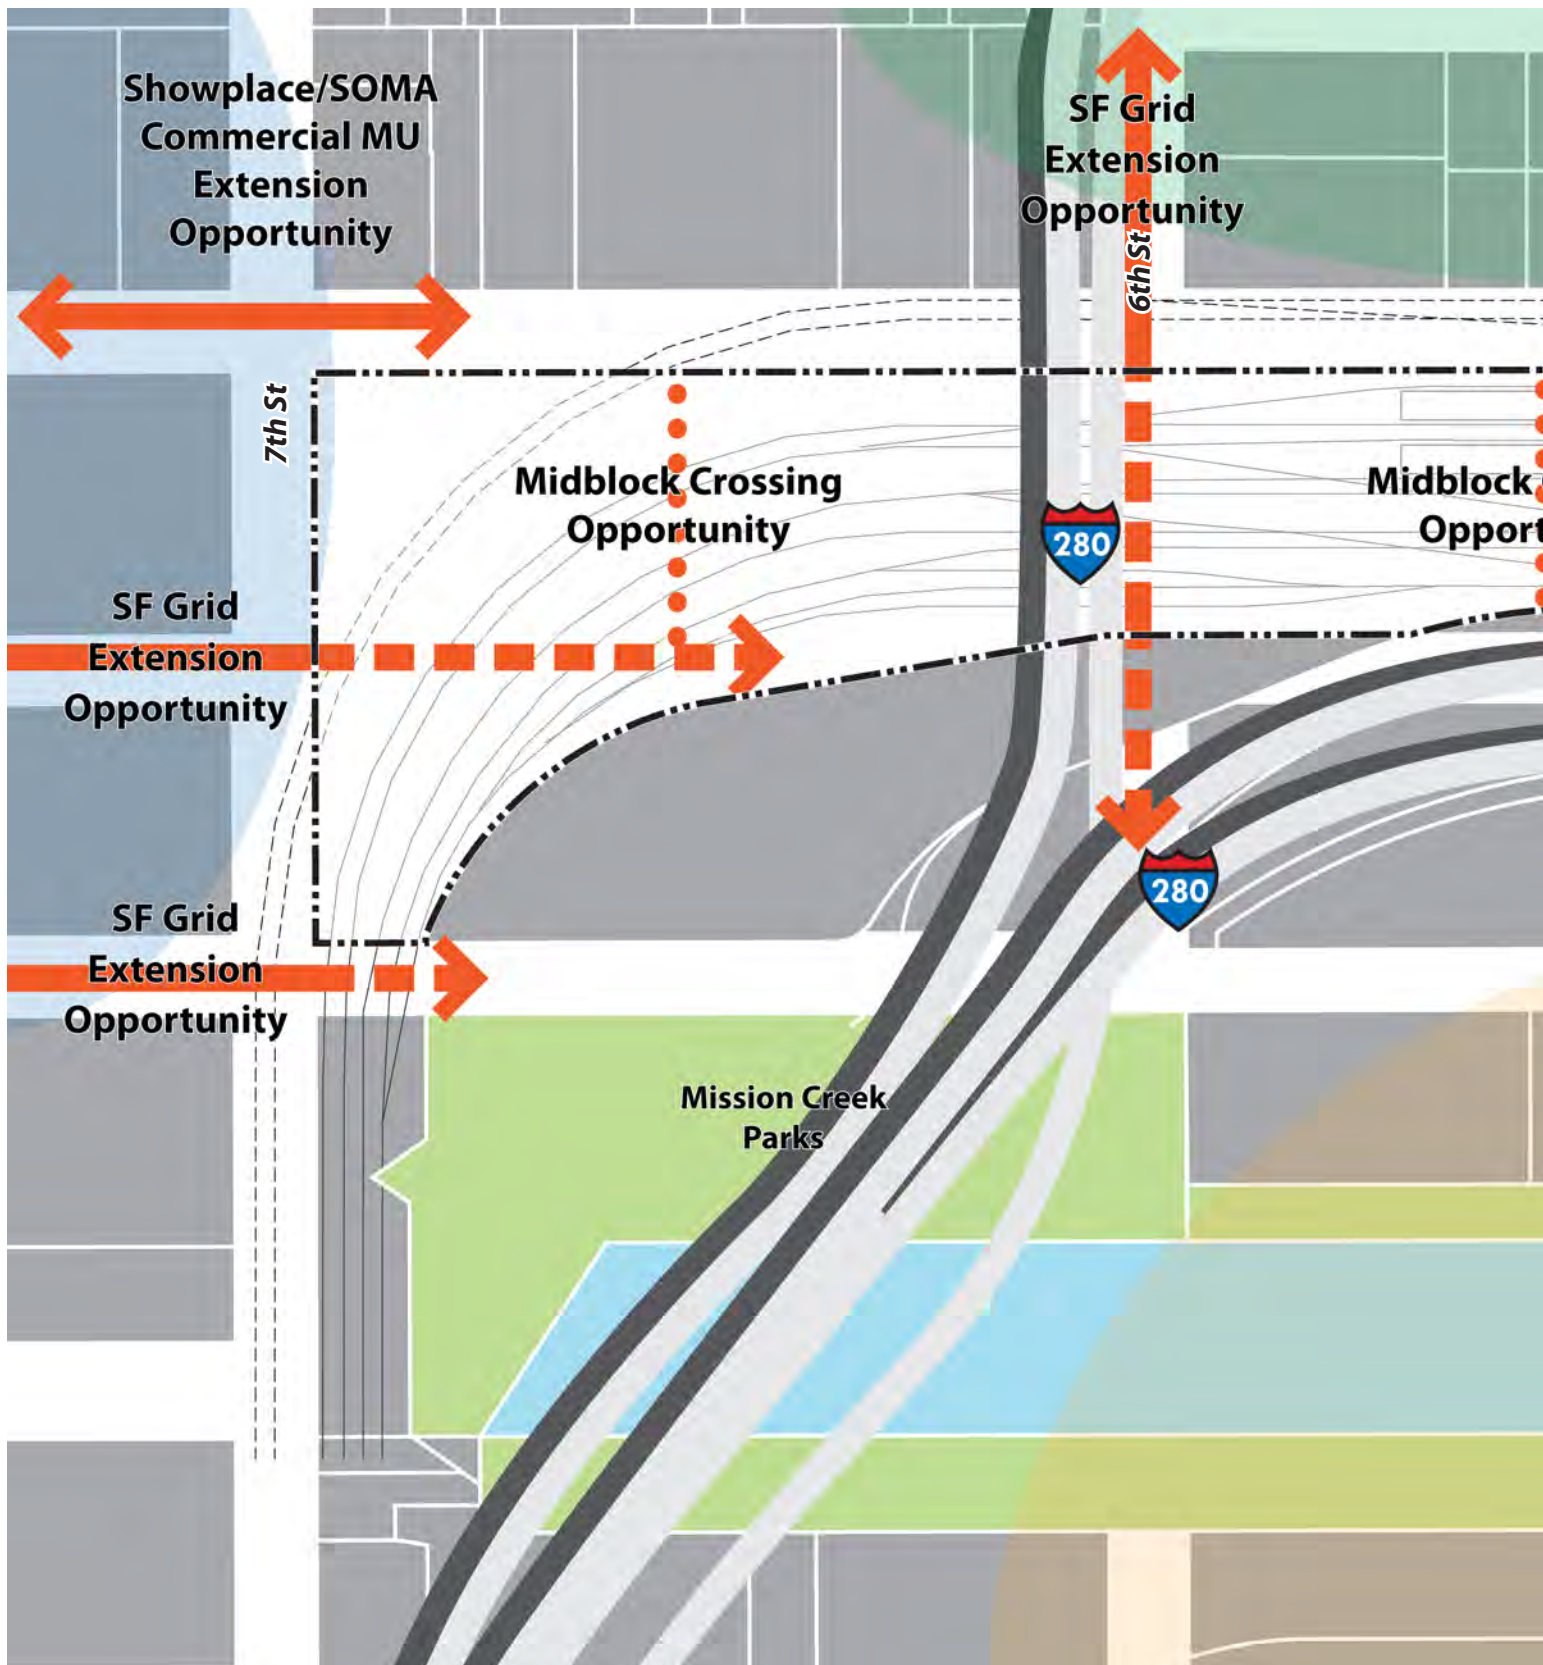 Showplace/SOMA
Commercial MU
Extension
Opportunity
SF Grid
Extension
Opportunity
6th St
7th St
Midblock Crossing
Opportunity
Midblock
Opport
280
SF Grid
Extension
Opportunity
280
SF Grid
Extension
Opportunity
Mission Creek
Parks